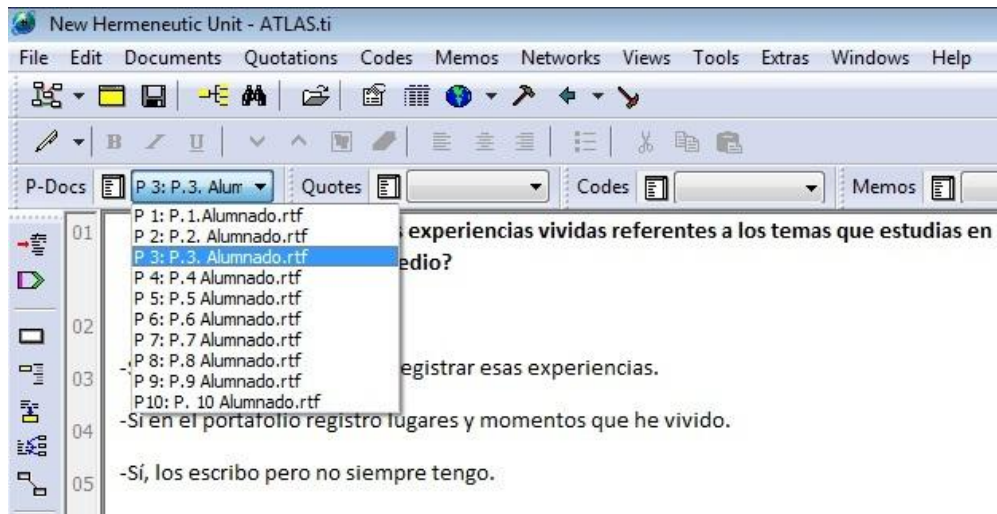 New Hermeneutic Unit - ATLAS.ti
File Edit Documents Quotations Codes Memos Networks Views Tools Extras Windows Help
B I U
P-Docs P 3: P.3. Alum Quotes Codes Memos
P 1: P.1.Alumnado.rtf
P 2: P.2. Alumnado.rtf
P 3: P.3. Alumnado.rtf
P 4: P.4 Alumnado.rtf
P 5: P.5 Alumnado.rtf
P 6: P.6 Alumnado.rtf
P 7: P.7 Alumnado.rtf
P 8: P.8 Alumnado.rtf
P 9: P.9 Alumnado.rtf
P10: P. 10 Alumnado.rtf
01 experiencias vividas referentes a los temas que estudias en
edio?
02
03 egistrar esas experiencias.
04 -Sí en el portafolio registro lugares y momentos que he vivido.
05 -Sí, los escribo pero no siempre tengo.